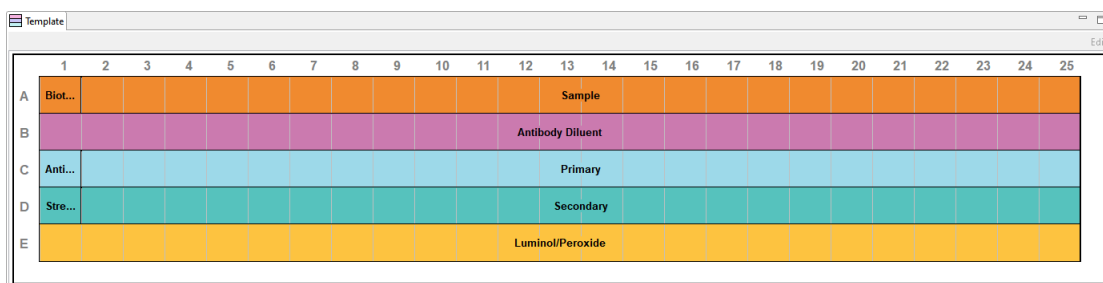 Template
Edi
1 2 3 4 5 6 7 8 9 10 11 12 13 14 15 16 17 18 19 20 21 22 23 24 25
A Biot... Sample
B Antibody Diluent
C Anti... Primary
D Stre... Secondary
E Luminol/Peroxide